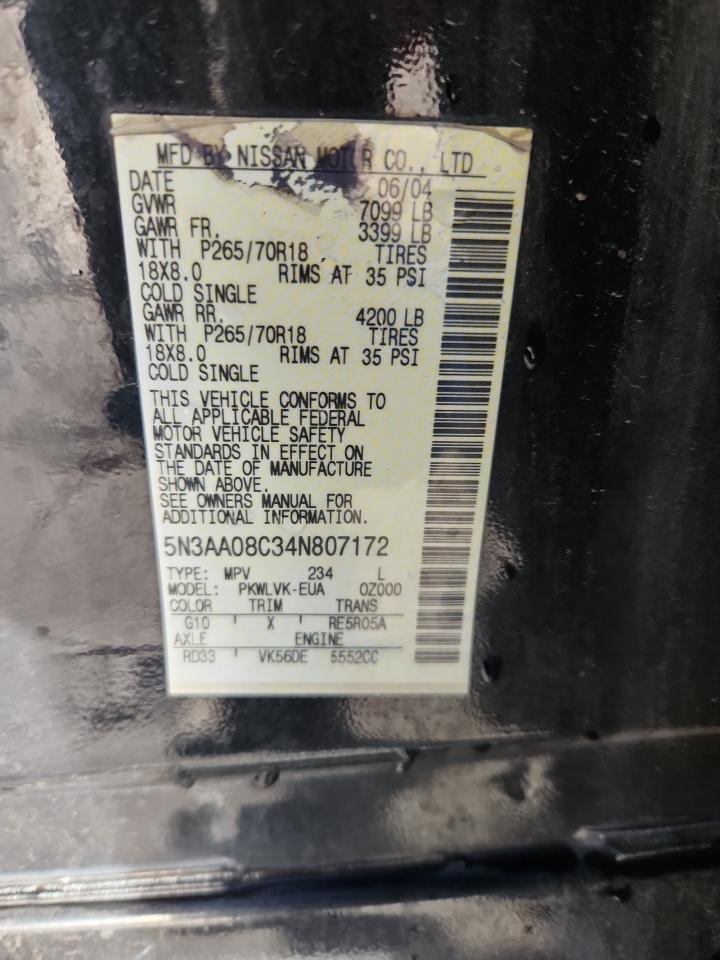 MFD BY NISSAN MOTOR CO., LTD
DATE 06/04
GVWR 7099 LB
GAWR FR. 3399 LB
WITH P265/70R18 TIRES
18X8.0 RIMS AT 35 PSI
COLD SINGLE
GAWR RR. 4200 LB
WITH P265/70R18 TIRES
18X8.0 RIMS AT 35 PSI
COLD SINGLE
THIS VEHICLE CONFORMS TO
ALL APPLICABLE FEDERAL
MOTOR VEHICLE SAFETY
STANDARDS IN EFFECT ON
THE DATE OF MANUFACTURE
SHOWN ABOVE.
SEE OWNERS MANUAL FOR
ADDITIONAL INFORMATION.
5N3AA08C34N807172
TYPE: MPV 234 L
MODEL: PKWLVK-EUA 0Z000
COLOR TRIM TRANS
G10 X RE5R05A
AXLE ENGINE
RD33 VK56DE 5552CC